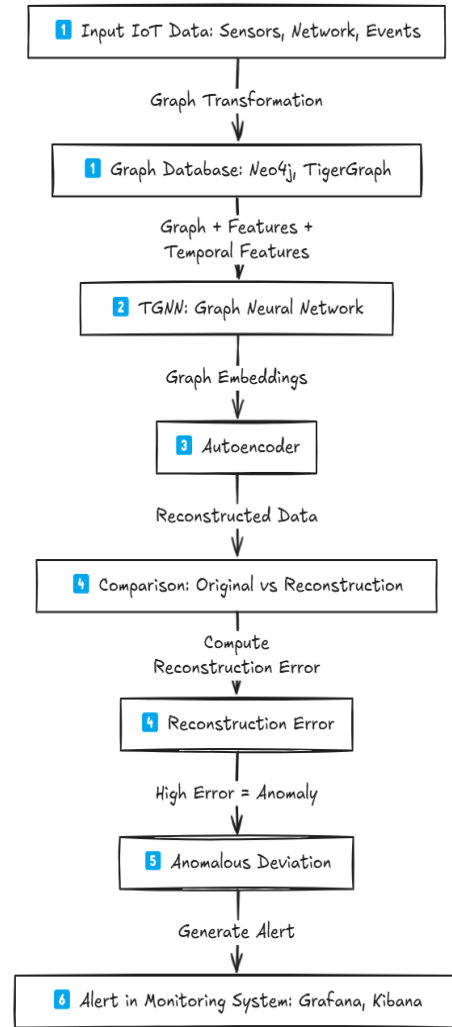 1 Input IoT Data: Sensors, Network, Events
Graph Transformation
1 Graph Database: Neo4j, TigerGraph
Graph + Features +
Temporal Features
2 TGNN: Graph Neural Network
Graph Embeddings
3 Autoencoder
Reconstructed Data
4 Comparison: Original vs Reconstruction
Compute
Reconstruction Error
4 Reconstruction Error
High Error = Anomaly
5 Anomalous Deviation
Generate Alert
6 Alert in Monitoring System: Grafana, Kibana